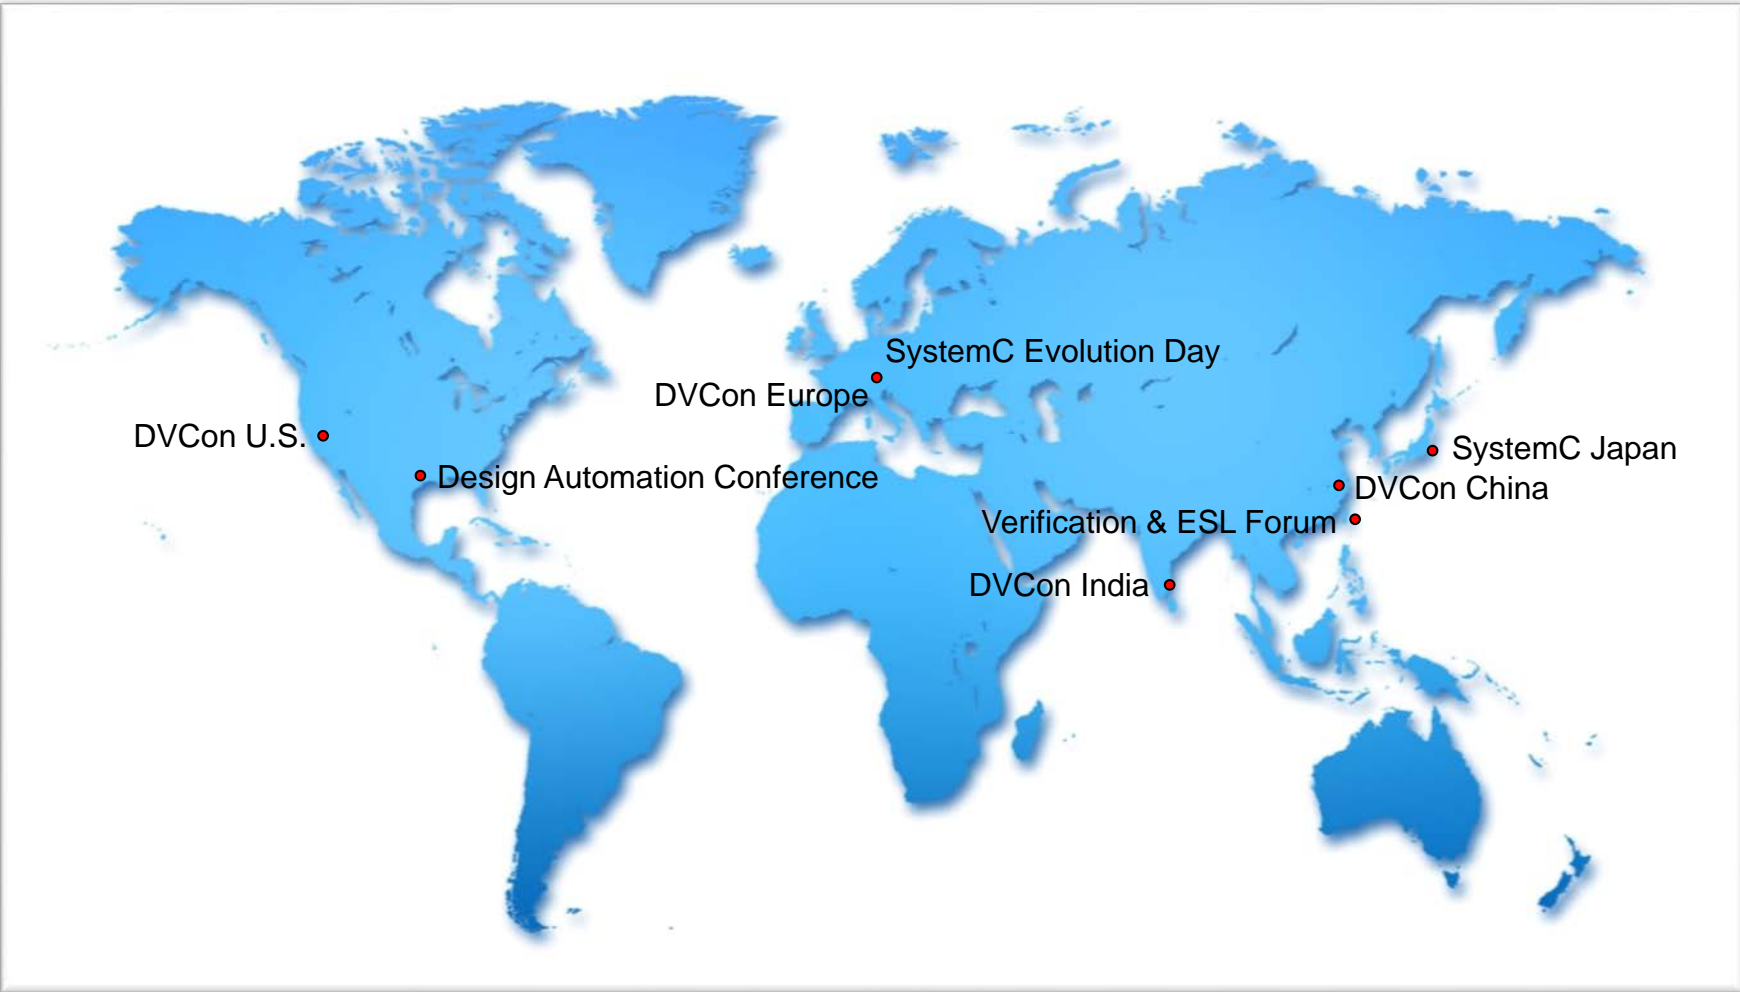 SystemC Evolution Day
DVCon Europe
DVCon U.S.
SystemC Japan
Design Automation Conference
DVCon China
Verification & ESL Forum
DVCon India